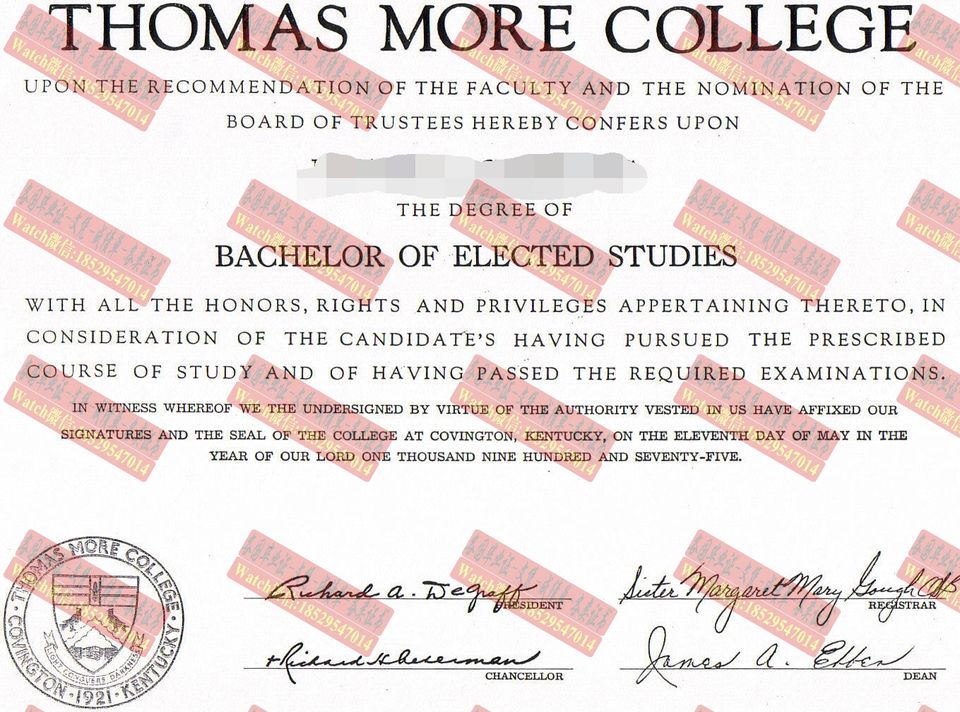 THOMAS MORE COLLEGE
UPON THE RECOMMENDATION OF THE FACULTY AND THE NOMINATION OF THE
BOARD OF TRUSTEES HEREBY CONFERS UPON
THE DEGREE OF
BACHELOR OF ELECTED STUDIES
WITH ALL THE HONORS, RIGHTS AND PRIVILEGES APPERTAINING THERETO, IN
CONSIDERATION OF THE CANDIDATE'S HAVING PURSUED THE PRESCRIBED
COURSE OF STUDY AND OF HAVING PASSED THE REQUIRED EXAMINATIONS.
IN WITNESS WHEREOF WE THE UNDERSIGNED BY VIRTUE OF THE AUTHORITY VESTED IN US HAVE AFFIXED OUR
SIGNATURES AND THE SEAL OF THE COLLEGE AT COVINGTON, KENTUCKY, ON THE ELEVENTH DAY OF MAY IN THE
YEAR OF OUR LORD ONE THOUSAND NINE HUNDRED AND SEVENTY-FIVE.
THOMAS MORE COLLEGE
COVINGTON · 1921 · KENTUCKY
LIGHT CONQUERS DARKNESS
Richard A. DeGraff
PRESIDENT
Sister Margaret Mary Gough
REGISTRAR
+ Richard H. Ackerman
CHANCELLOR
James A. Ebben
DEAN
Watch微信:18529547014